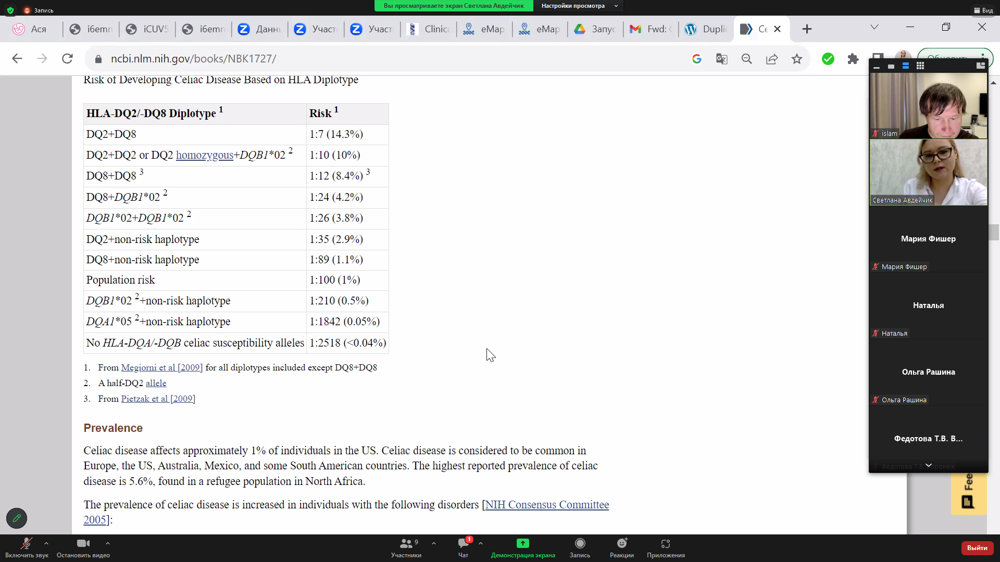 Запись
Вы просматриваете экран Светлана Авдейчик
Настройки просмотра
Вид
Ася
i6emr
iCUV5
i6emr
Данны
Участ
Участ
Clinica
eMap
eMap
Запус
Fwd:
Dupli
Ce
ncbi.nlm.nih.gov/books/NBK1727/
Risk of Developing Celiac Disease Based on HLA Diplotype
HLA-DQ2/-DQ8 Diplotype 1 Risk 1
DQ2+DQ8 1:7 (14.3%)
DQ2+DQ2 or DQ2 homozygous+DQB1*02 2 1:10 (10%)
DQ8+DQ8 3 1:12 (8.4%) 3
DQ8+DQB1*02 2 1:24 (4.2%)
DQB1*02+DQB1*02 2 1:26 (3.8%)
DQ2+non-risk haplotype 1:35 (2.9%)
DQ8+non-risk haplotype 1:89 (1.1%)
Population risk 1:100 (1%)
DQB1*02 2+non-risk haplotype 1:210 (0.5%)
DQA1*05 2+non-risk haplotype 1:1842 (0.05%)
No HLA-DQA/-DQB celiac susceptibility alleles 1:2518 (<0.04%)
1. From Megiorni et al [2009] for all diplotypes included except DQ8+DQ8
2. A half-DQ2 allele
3. From Pietzak et al [2009]
Prevalence
Celiac disease affects approximately 1% of individuals in the US. Celiac disease is considered to be common in
Europe, the US, Australia, Mexico, and some South American countries. The highest reported prevalence of celiac
disease is 5.6%, found in a refugee population in North Africa.
The prevalence of celiac disease is increased in individuals with the following disorders [NIH Consensus Committee
2005]:
islam
Светлана Авдейчик
Мария Фишер
Мария Фишер
Наталья
Наталья
Ольга Рашина
Ольга Рашина
Федотова Т.В. В...
Федотова Т.В. Воронеж
Fee
Включить звук
Остановить видео
9
Участники
1
Чат
Демонстрация экрана
Запись
Реакции
Приложения
Выйти